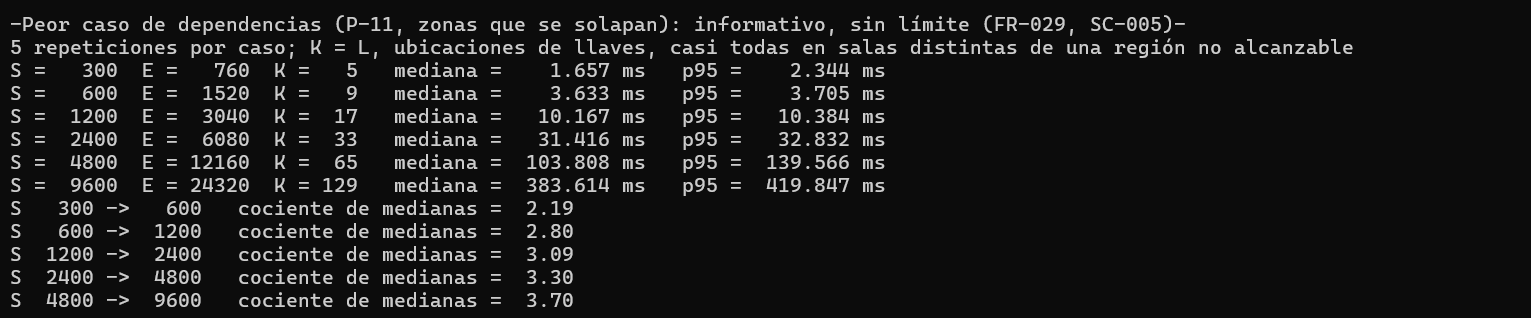 -Peor caso de dependencias (P-11, zonas que se solapan): informativo, sin límite (FR-029, SC-005)-
5 repeticiones por caso; K = L, ubicaciones de llaves, casi todas en salas distintas de una región no alcanzable
S =   300  E =   760  K =   5   mediana =    1.657 ms   p95 =    2.344 ms
S =   600  E =  1520  K =   9   mediana =    3.633 ms   p95 =    3.705 ms
S =  1200  E =  3040  K =  17   mediana =   10.167 ms   p95 =   10.384 ms
S =  2400  E =  6080  K =  33   mediana =   31.416 ms   p95 =   32.832 ms
S =  4800  E = 12160  K =  65   mediana =  103.808 ms   p95 =  139.566 ms
S =  9600  E = 24320  K = 129   mediana =  383.614 ms   p95 =  419.847 ms
S   300 ->   600   cociente de medianas =  2.19
S   600 ->  1200   cociente de medianas =  2.80
S  1200 ->  2400   cociente de medianas =  3.09
S  2400 ->  4800   cociente de medianas =  3.30
S  4800 ->  9600   cociente de medianas =  3.70